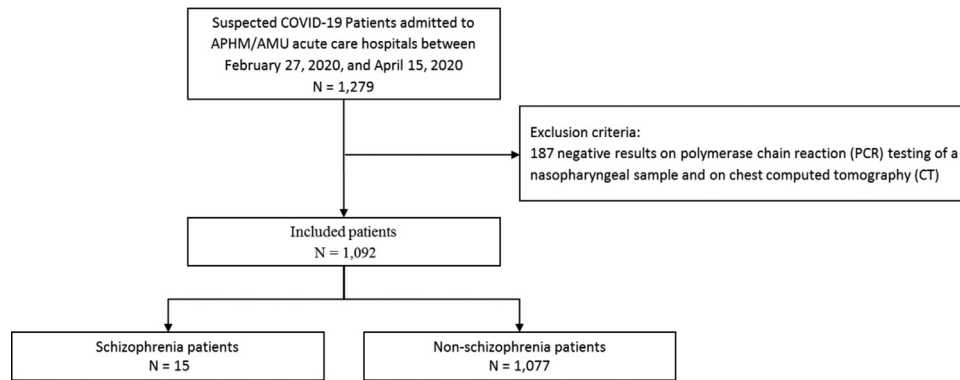 Suspected COVID-19 Patients admitted to
APHM/AMU acute care hospitals between
February 27, 2020, and April 15, 2020
N = 1,279
Exclusion criteria:
187 negative results on polymerase chain reaction (PCR) testing of a
nasopharyngeal sample and on chest computed tomography (CT)
Included patients
N = 1,092
Schizophrenia patients
N = 15
Non-schizophrenia patients
N = 1,077